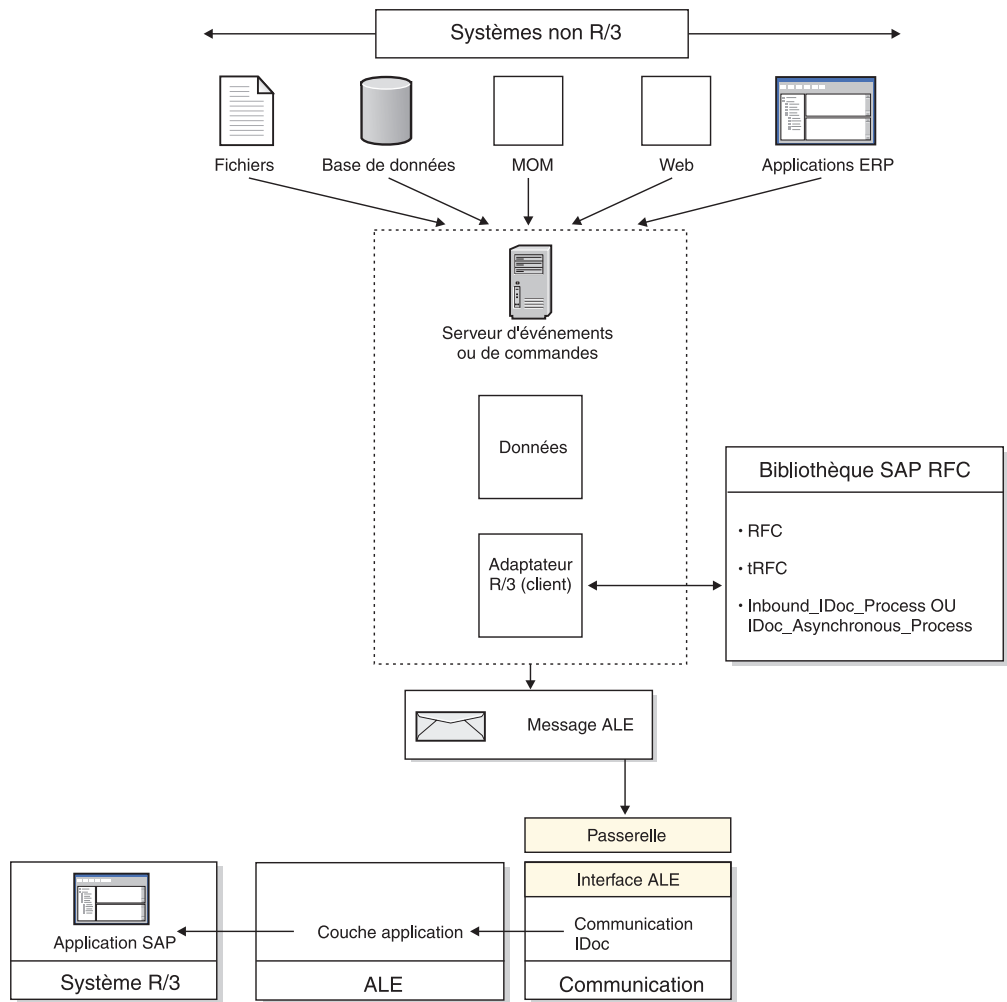 Systèmes non R/3
Fichiers
Base de données
MOM
Web
Applications ERP
Serveur d'événements
ou de commandes
Données
Adaptateur
R/3 (client)
Bibliothèque SAP RFC
• RFC
• tRFC
• Inbound_IDoc_Process OU
IDoc_Asynchronous_Process
Message ALE
Passerelle
Interface ALE
Communication
IDoc
Communication
Couche application
ALE
Application SAP
Système R/3